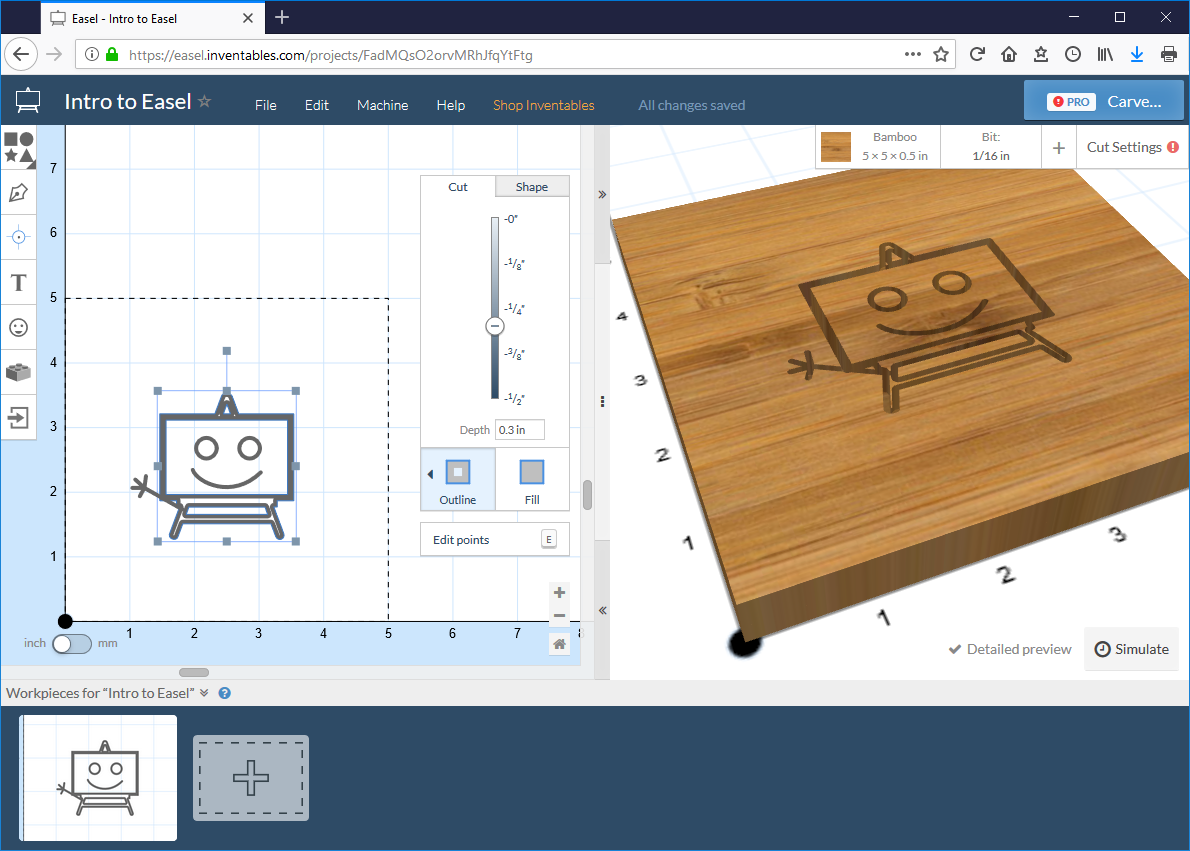 Easel - Intro to Easel
https://easel.inventables.com/projects/FadMQsO2orvMRhJfqYtFtg
Intro to Easel
File Edit Machine Help Shop Inventables All changes saved
PRO Carve...
Bamboo
5 × 5 × 0.5 in
Bit:
1/16 in
+
Cut Settings
T
7
6
5
4
3
2
1
1 2 3 4 5 6 7 8
inch mm
Cut Shape
-0"
-1/8"
-1/4"
-3/8"
-1/2"
Depth 0.3 in
Outline Fill
Edit points E
4
3
2
1
1
2
3
Detailed preview
Simulate
Workpieces for “Intro to Easel” ?